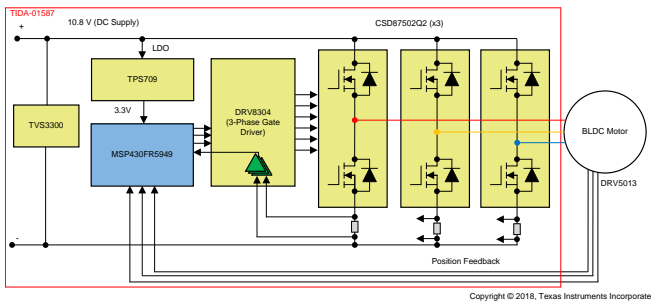 TIDA-01587
+
10.8 V (DC Supply)
CSD87502Q2 (x3)
LDO
TPS709
3.3V
TVS3300
MSP430FR5949
DRV8304
(3-Phase Gate
Driver)
BLDC Motor
DRV5013
-
Position Feedback
Copyright © 2018, Texas Instruments Incorporate